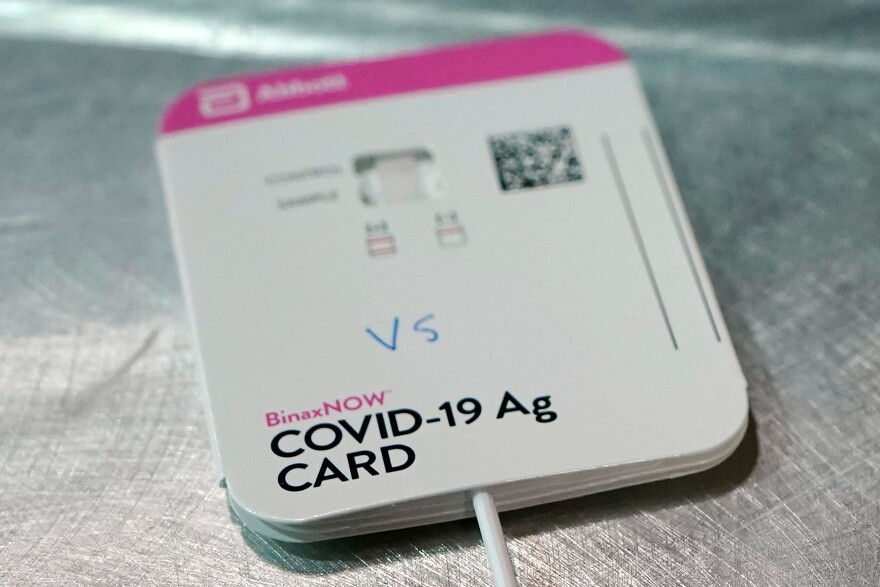 Abbott
CONTROL
SAMPLE
VS
BinaxNOW™
COVID-19 Ag
CARD